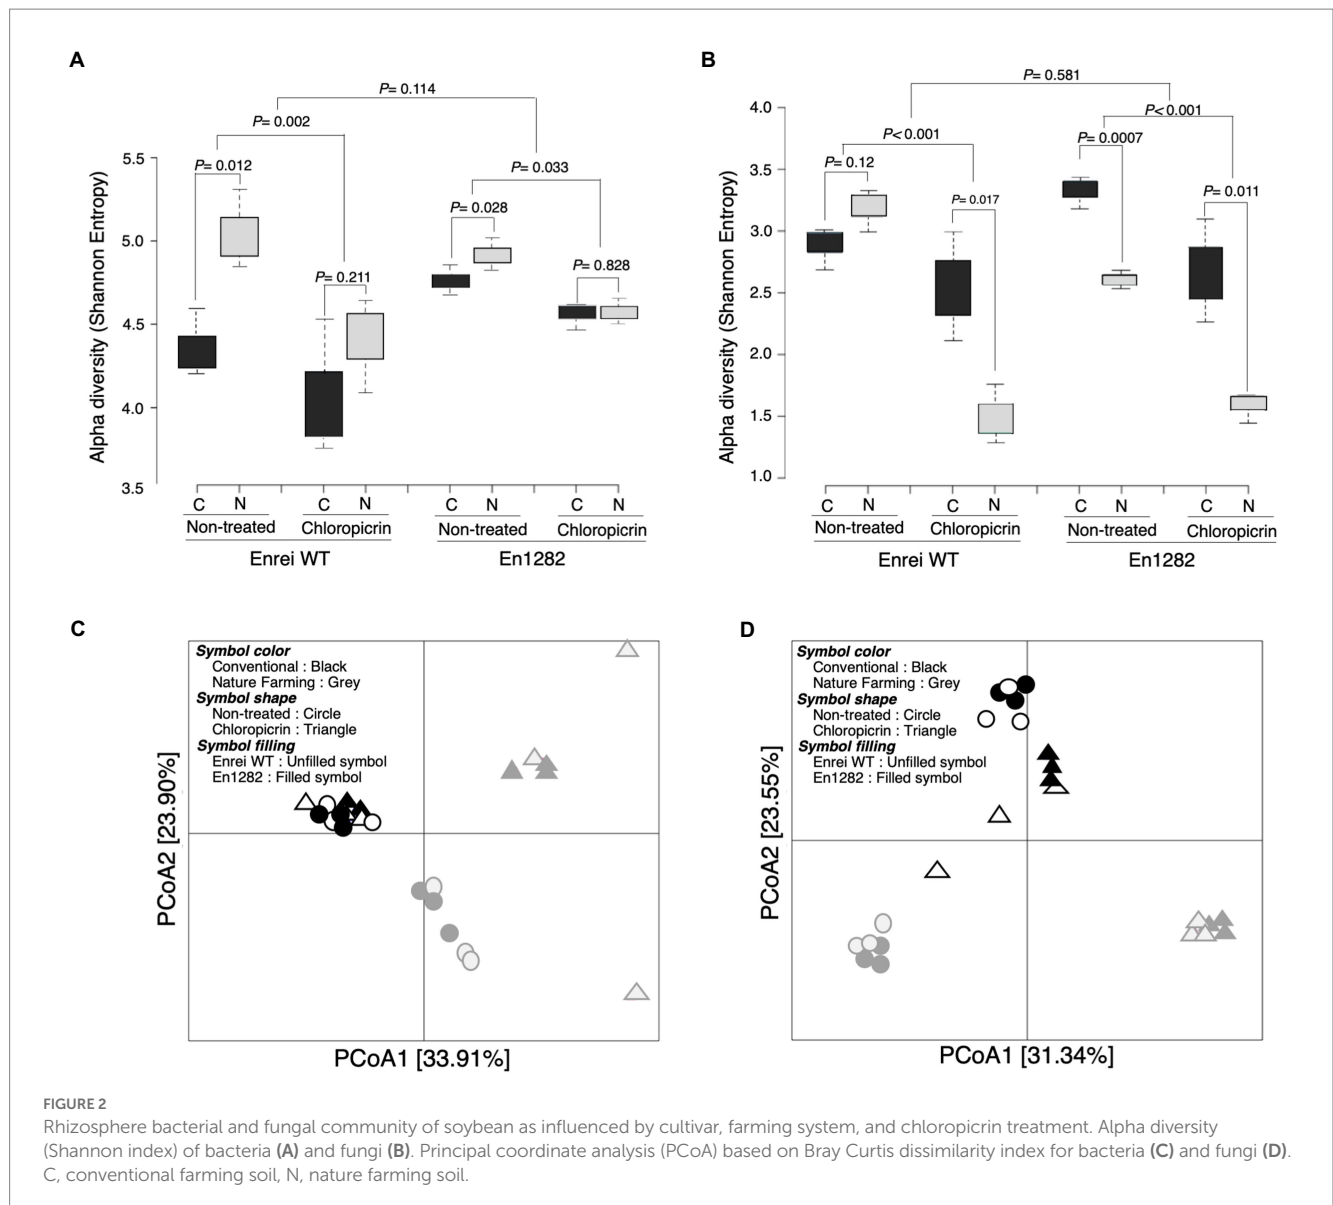 A
P= 0.114
P= 0.002
P= 0.012
P= 0.033
P= 0.028
P= 0.211
P= 0.828
Alpha diversity (Shannon Entropy)
5.5
5.0
4.5
4.0
3.5
C N C N C N C N
Non-treated Chloropicrin Non-treated Chloropicrin
Enrei WT En1282
B
P= 0.581
P< 0.001
P< 0.001
P= 0.12
P= 0.0007
P= 0.017
P= 0.011
Alpha diversity (Shannon Entropy)
4.0
3.5
3.0
2.5
2.0
1.5
1.0
C N C N C N C N
Non-treated Chloropicrin Non-treated Chloropicrin
Enrei WT En1282
C
Symbol color
Conventional : Black
Nature Farming : Grey
Symbol shape
Non-treated : Circle
Chloropicrin : Triangle
Symbol filling
Enrei WT : Unfilled symbol
En1282 : Filled symbol
PCoA2 [23.90%]
PCoA1 [33.91%]
D
Symbol color
Conventional : Black
Nature Farming : Grey
Symbol shape
Non-treated : Circle
Chloropicrin : Triangle
Symbol filling
Enrei WT : Unfilled symbol
En1282 : Filled symbol
PCoA2 [23.55%]
PCoA1 [31.34%]
FIGURE 2
Rhizosphere bacterial and fungal community of soybean as influenced by cultivar, farming system, and chloropicrin treatment. Alpha diversity
(Shannon index) of bacteria (A) and fungi (B). Principal coordinate analysis (PCoA) based on Bray Curtis dissimilarity index for bacteria (C) and fungi (D).
C, conventional farming soil, N, nature farming soil.